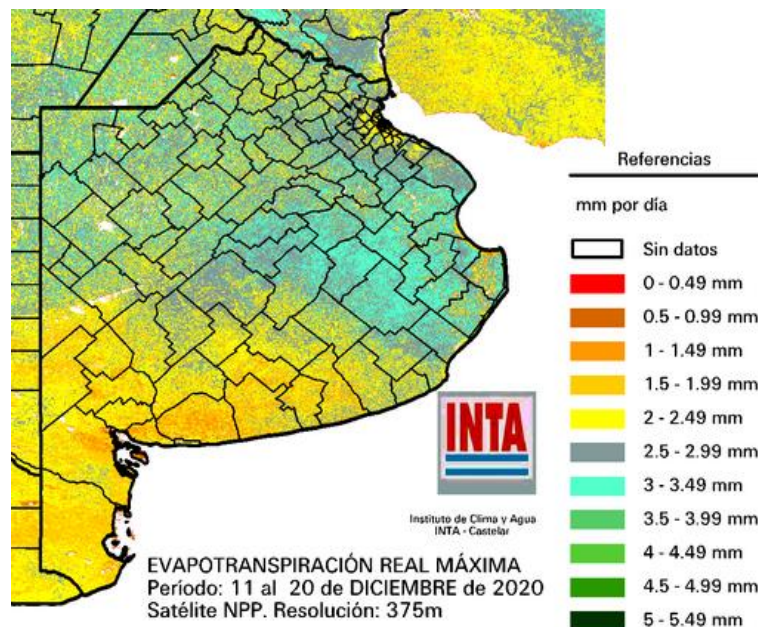 Referencias
mm por día
Sin datos
0 - 0.49 mm
0.5 - 0.99 mm
1 - 1.49 mm
1.5 - 1.99 mm
2 - 2.49 mm
2.5 - 2.99 mm
3 - 3.49 mm
3.5 - 3.99 mm
4 - 4.49 mm
4.5 - 4.99 mm
5 - 5.49 mm
INTA
Instituto de Clima y Agua
INTA - Castelar
EVAPOTRANSPIRACIÓN REAL MÁXIMA
Período: 11 al 20 de DICIEMBRE de 2020
Satélite NPP. Resolución: 375m